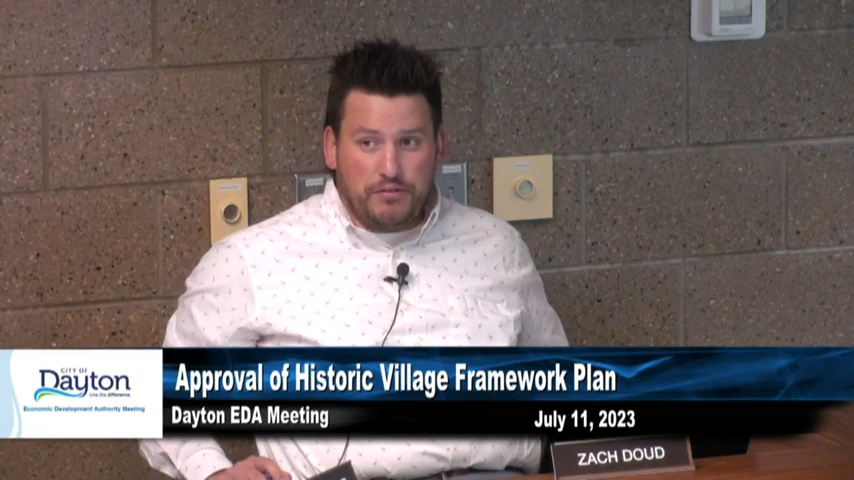 CITY OF
Dayton
Live the difference.
Economic Development Authority Meeting
Approval of Historic Village Framework Plan
Dayton EDA Meeting
July 11, 2023
ZACH DOUD